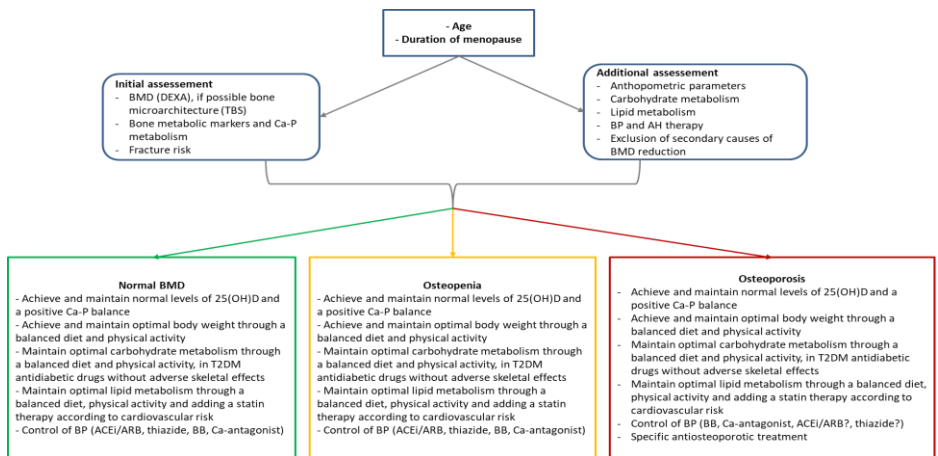 - Age
- Duration of menopause
Initial assessment
- BMD (DEXA), if possible bone
microarchitecture (TBS)
- Bone metabolic markers and Ca-P
metabolism
- Fracture risk
Additional assessment
- Anthopometric parameters
- Carbohydrate metabolism
- Lipid metabolism
- BP and AH therapy
- Exclusion of secondary causes of
BMD reduction
Normal BMD
- Achieve and maintain normal levels of 25(OH)D and
a positive Ca-P balance
- Achieve and maintain optimal body weight through a
balanced diet and physical activity
- Maintain optimal carbohydrate metabolism through
a balanced diet and physical activity, in T2DM
antidiabetic drugs without adverse skeletal effects
- Maintain optimal lipid metabolism through a
balanced diet, physical activity and adding a statin
therapy according to cardiovascular risk
- Control of BP (ACEi/ARB, thiazide, BB, Ca-antagonist)
Osteopenia
- Achieve and maintain normal levels of 25(OH)D and
a positive Ca-P balance
- Achieve and maintain optimal body weight through a
balanced diet and physical activity
- Maintain optimal carbohydrate metabolism through
a balanced diet and physical activity, in T2DM
antidiabetic drugs without adverse skeletal effects
- Maintain optimal lipid metabolism through a
balanced diet, physical activity and adding a statin
therapy according to cardiovascular risk
- Control of BP (ACEi/ARB, thiazide, BB, Ca-antagonist)
Osteoporosis
- Achieve and maintain normal levels of 25(OH)D and a
positive Ca-P balance
- Achieve and maintain optimal body weight through a
balanced diet and physical activity
- Maintain optimal carbohydrate metabolism through a
balanced diet and physical activity, in T2DM antidiabetic
drugs without adverse skeletal effects
- Maintain optimal lipid metabolism through a balanced diet,
physical activity and adding a statin therapy according to
cardiovascular risk
- Control of BP (BB, Ca-antagonist, ACEi/ARB?, thiazide?)
- Specific antiosteoporotic treatment